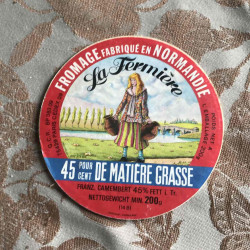 FROMAGE FABRIQUÉ EN NORMANDIE
La Fermière
45 POUR CENT DE MATIÈRE GRASSE
FRANZ. CAMEMBERT 45% FETT i. Tr.
NETTOGEWICHT MIN 200g